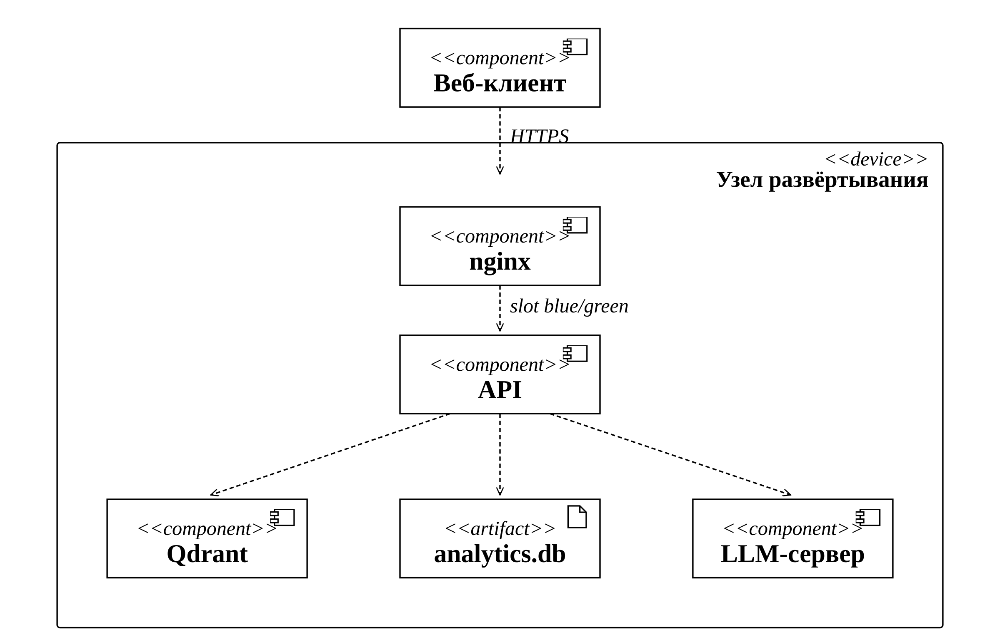 <<component>>
Веб-клиент
HTTPS
<<device>>
Узел развёртывания
<<component>>
nginx
slot blue/green
<<component>>
API
<<component>>
Qdrant
<<artifact>>
analytics.db
<<component>>
LLM-сервер